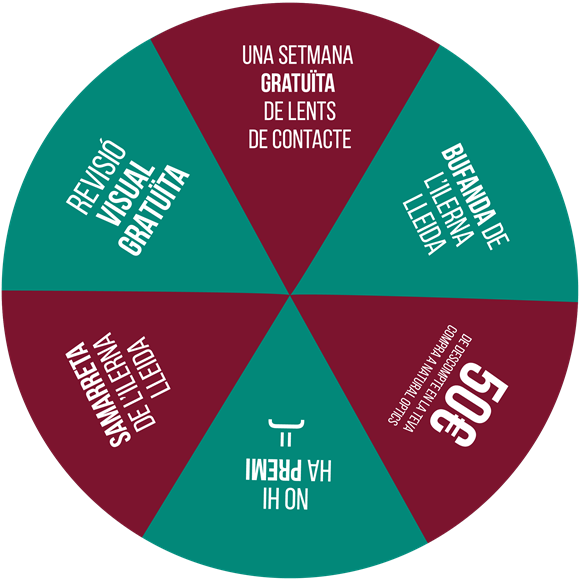 UNA SETMANA
GRATUÏTA
DE LENTS
DE CONTACTE
BUFANDA DE
L'ILERNA
LLEIDA
50€
DE DESCOMPTE EN LA TEVA
COMPRA A NATURAL OPTICS
NO HI
HA PREMI
=)
SAMARRETA
DE L'ILERNA
LLEIDA
REVISIÓ
VISUAL
GRATUÏTA